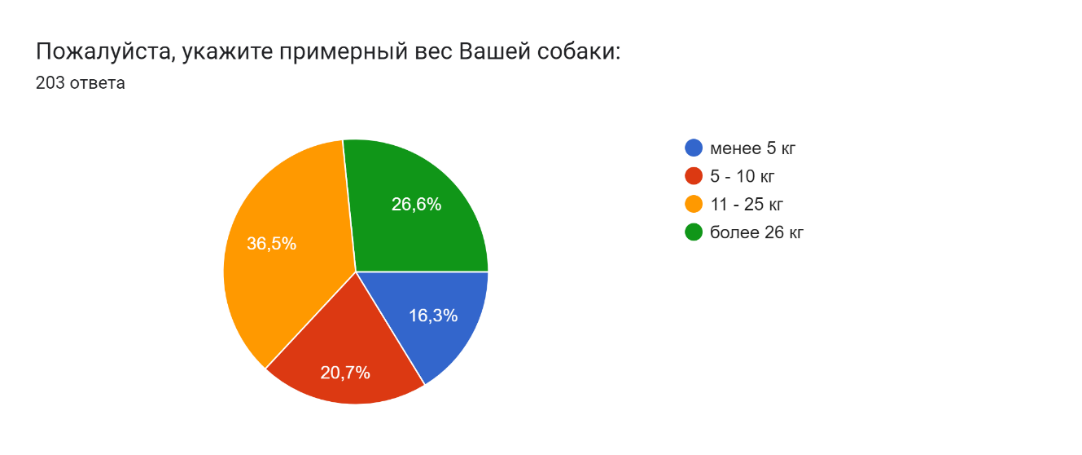 Пожалуйста, укажите примерный вес Вашей собаки:
203 ответа
менее 5 кг
5 - 10 кг
11 - 25 кг
более 26 кг
26,6%
36,5%
16,3%
20,7%